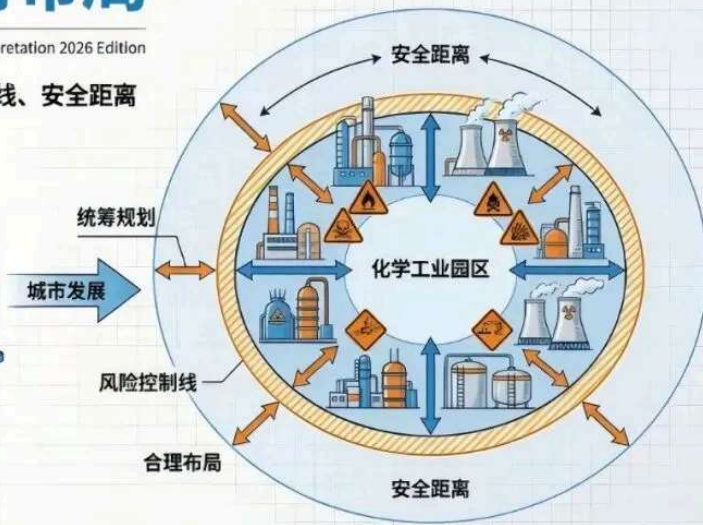 布局
retation 2026 Edition
线、安全距离
安全距离
统筹规划
化学工业园区
城市发展
风险控制线
合理布局
安全距离